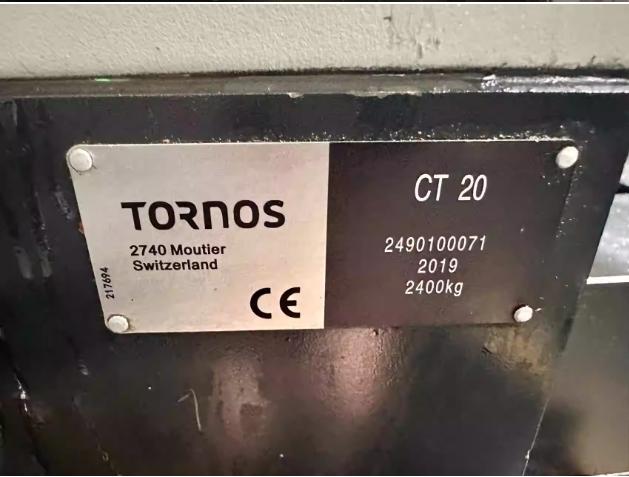 TORNOS
2740 Moutier
Switzerland
217694
CE
CT 20
2490100071
2019
2400kg